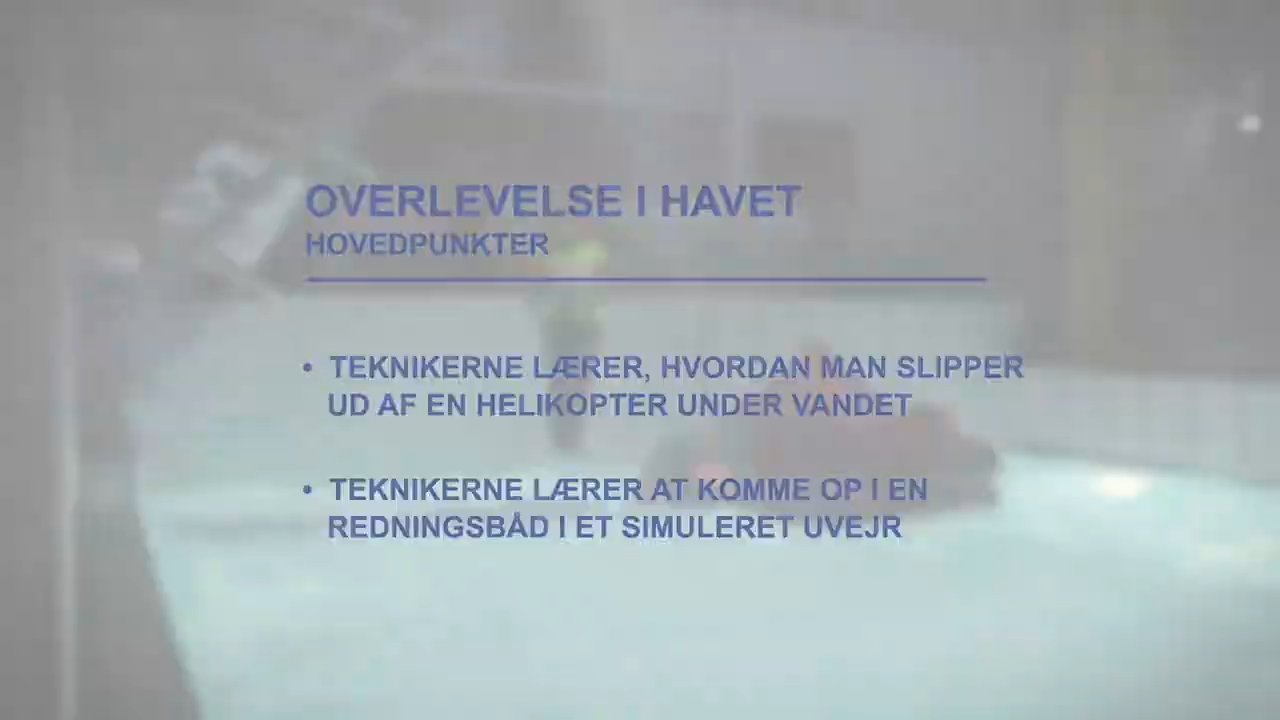 OVERLEVELSE I HAVET
HOVEDPUNKTER
• TEKNIKERNE LÆRER, HVORDAN MAN SLIPPER
UD AF EN HELIKOPTER UNDER VANDET
• TEKNIKERNE LÆRER AT KOMME OP I EN
REDNINGSBÅD I ET SIMULERET UVEJR